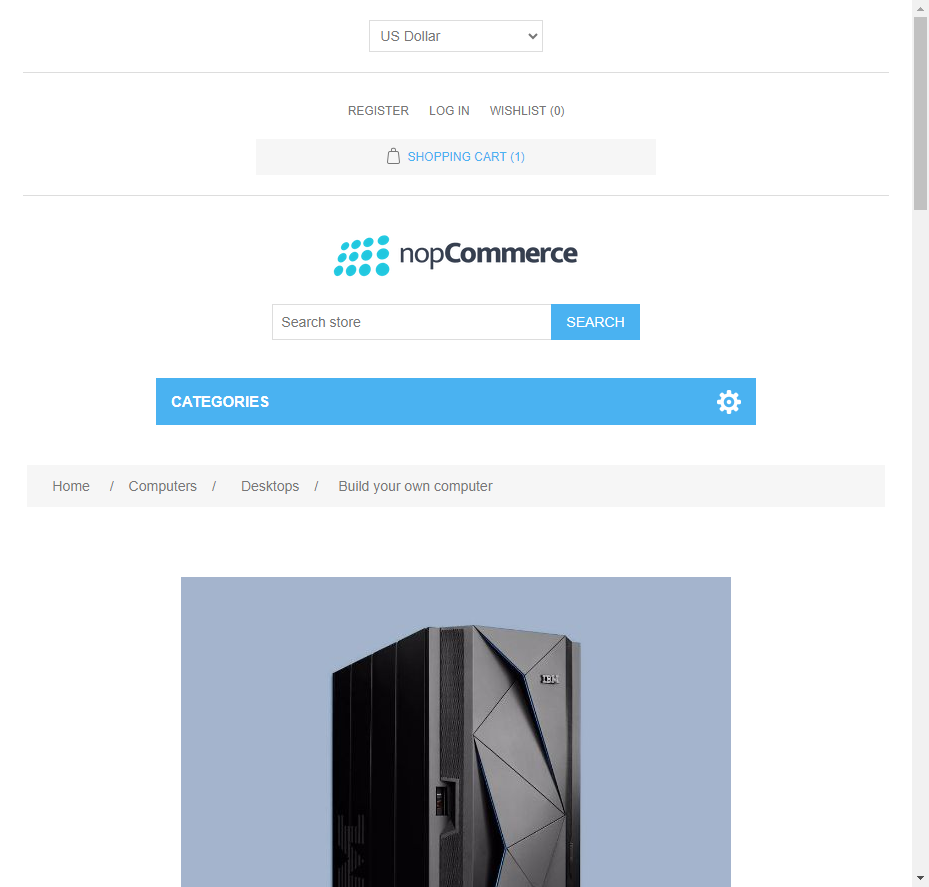 US Dollar
REGISTER LOG IN WISHLIST (0)
SHOPPING CART (1)
nopCommerce
Search store SEARCH
CATEGORIES
Home / Computers / Desktops / Build your own computer
IBM